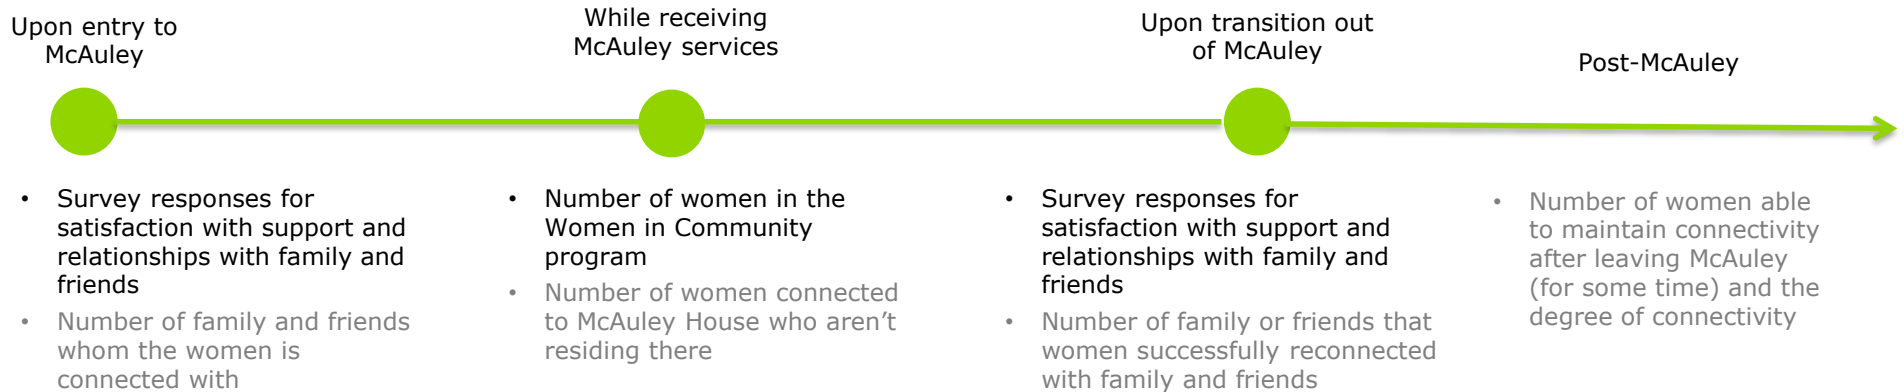 Upon entry to
McAuley
While receiving
McAuley services
Upon transition out
of McAuley
Post-McAuley
• Survey responses for
satisfaction with support and
relationships with family and
friends
• Number of family and friends
whom the women is
connected with
• Number of women in the
Women in Community
program
• Number of women connected
to McAuley House who aren’t
residing there
• Survey responses for
satisfaction with support and
relationships with family and
friends
• Number of family or friends that
women successfully reconnected
with family and friends
• Number of women able
to maintain connectivity
after leaving McAuley
(for some time) and the
degree of connectivity